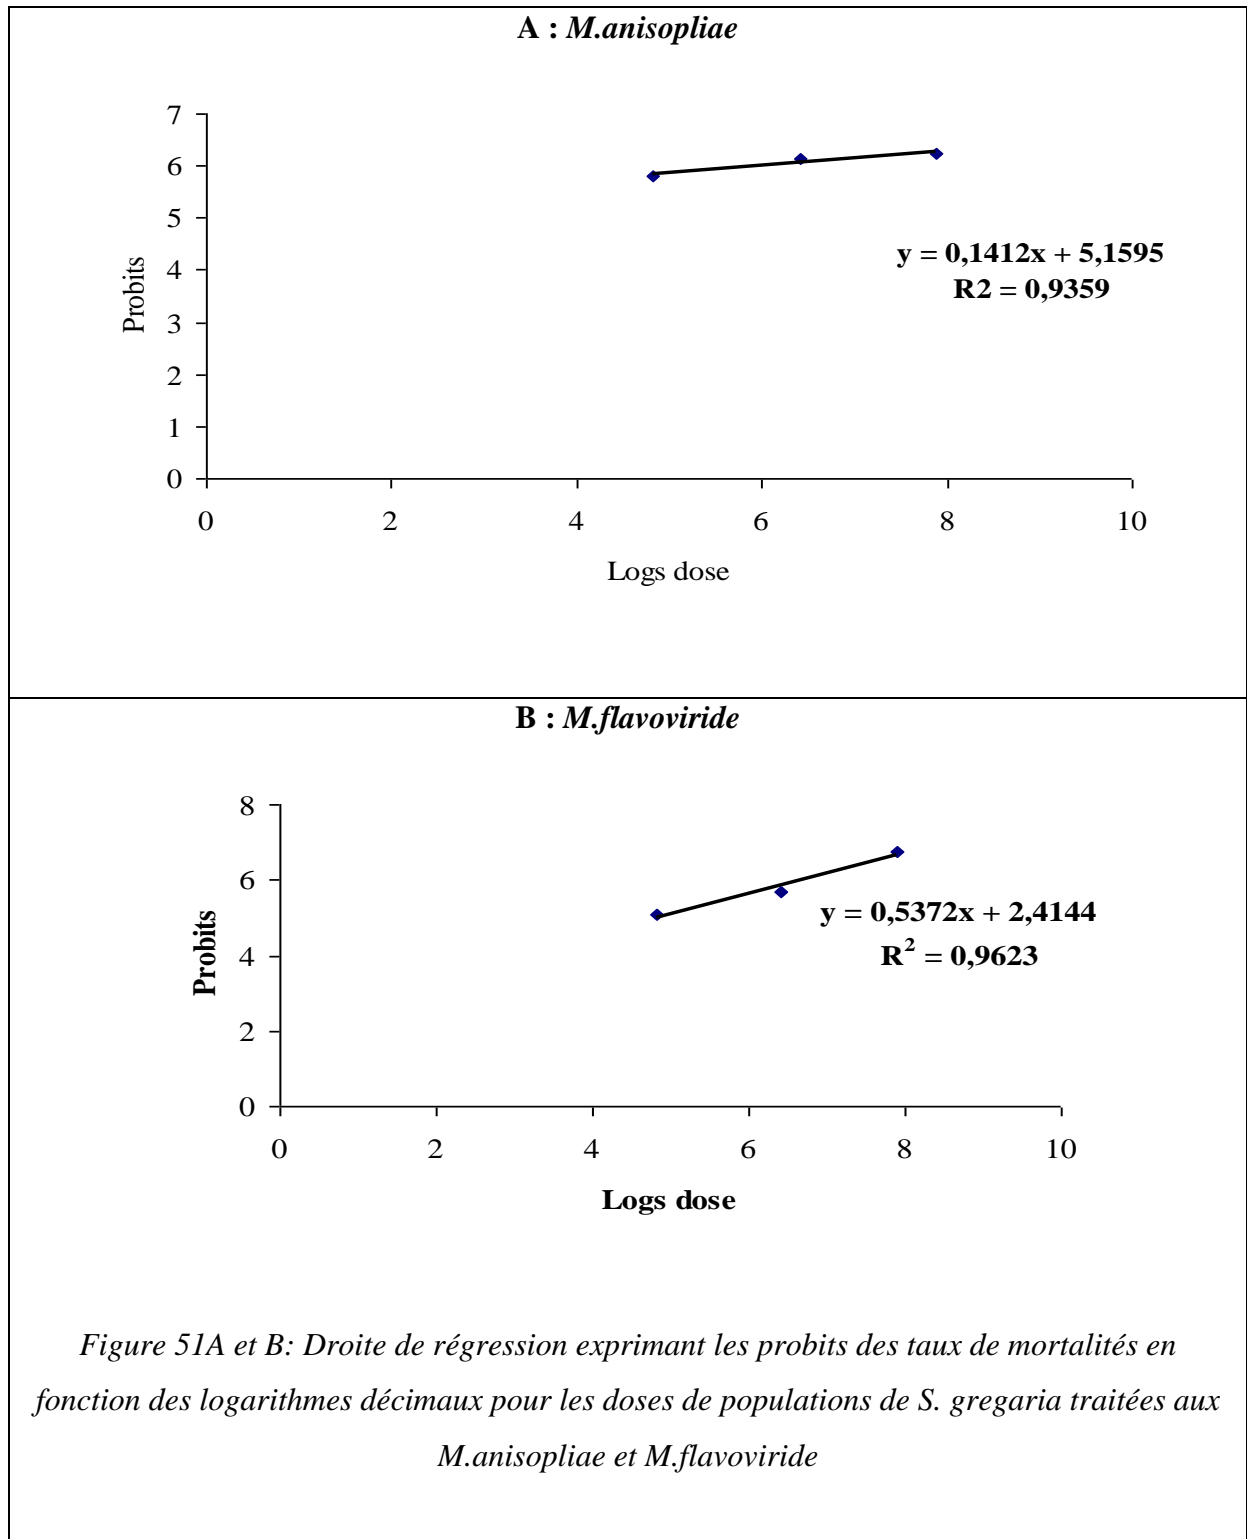 A : M.anisopliae
7
6
5
4
3
2
1
0
Probits
y = 0,1412x + 5,1595
R2 = 0,9359
0 2 4 6 8 10
Logs dose
B : M.flavoviride
8
6
4
2
0
Probits
y = 0,5372x + 2,4144
R² = 0,9623
0 2 4 6 8 10
Logs dose
Figure 51A et B: Droite de régression exprimant les probits des taux de mortalités en
fonction des logarithmes décimaux pour les doses de populations de S. gregaria traitées aux
M.anisopliae et M.flavoviride